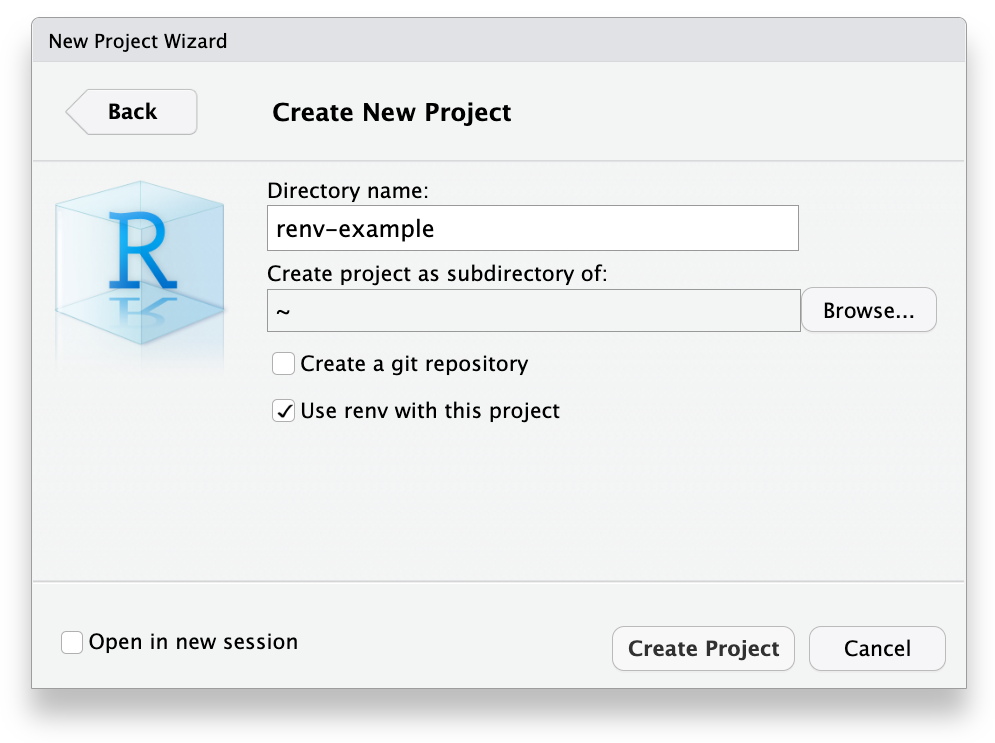 New Project Wizard
Back
Create New Project
R
Directory name:
renv-example
Create project as subdirectory of:
~
Browse...
Create a git repository
Use renv with this project
Open in new session
Create Project
Cancel